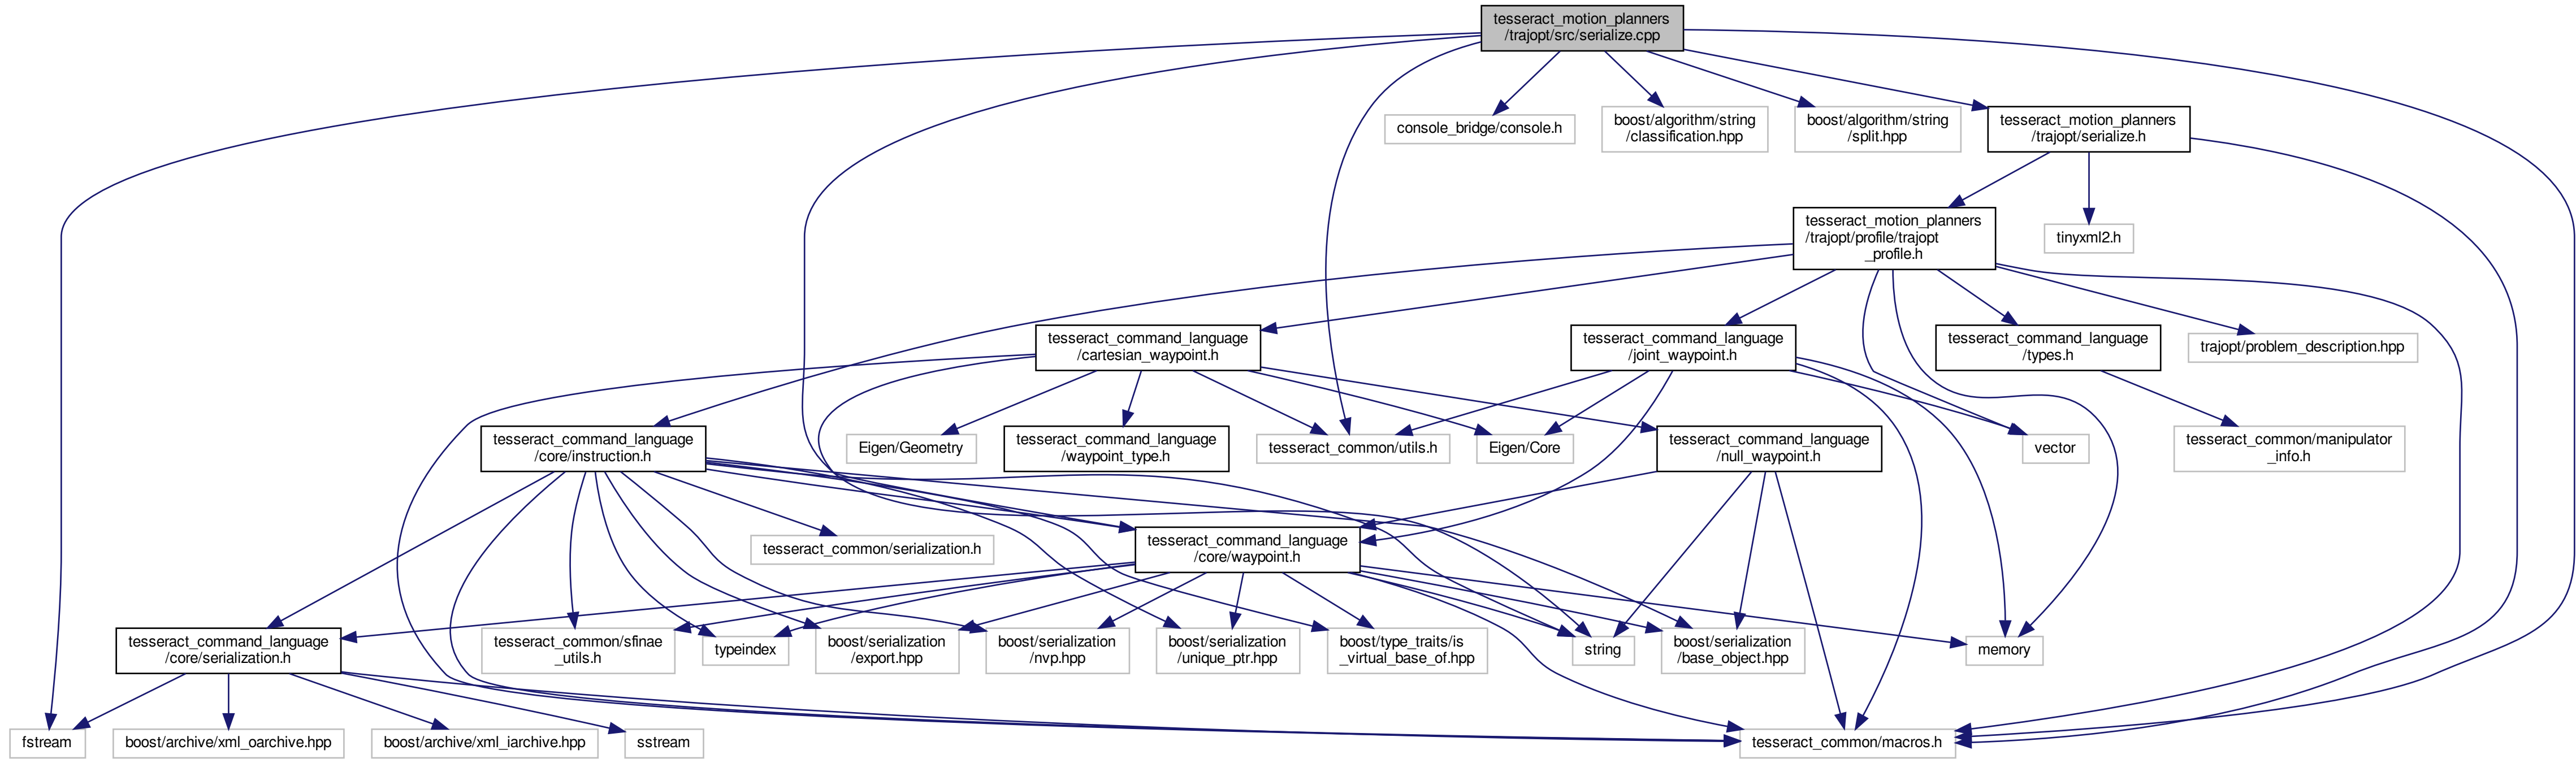 tesseract_motion_planners
/trajopt/src/serialize.cpp
console_bridge/console.h
boost/algorithm/string
/classification.hpp
boost/algorithm/string
/split.hpp
tesseract_motion_planners
/trajopt/serialize.h
tesseract_motion_planners
/trajopt/profile/trajopt
_profile.h
tinyxml2.h
tesseract_command_language
/cartesian_waypoint.h
tesseract_command_language
/joint_waypoint.h
tesseract_command_language
/types.h
trajopt/problem_description.hpp
tesseract_command_language
/core/instruction.h
Eigen/Geometry
tesseract_command_language
/waypoint_type.h
tesseract_common/utils.h
Eigen/Core
tesseract_command_language
/null_waypoint.h
vector
tesseract_common/manipulator
_info.h
tesseract_common/serialization.h
tesseract_command_language
/core/waypoint.h
tesseract_command_language
/core/serialization.h
tesseract_common/sfinae
_utils.h
typeindex
boost/serialization
/export.hpp
boost/serialization
/nvp.hpp
boost/serialization
/unique_ptr.hpp
boost/type_traits/is
_virtual_base_of.hpp
string
boost/serialization
/base_object.hpp
memory
fstream
boost/archive/xml_oarchive.hpp
boost/archive/xml_iarchive.hpp
sstream
tesseract_common/macros.h